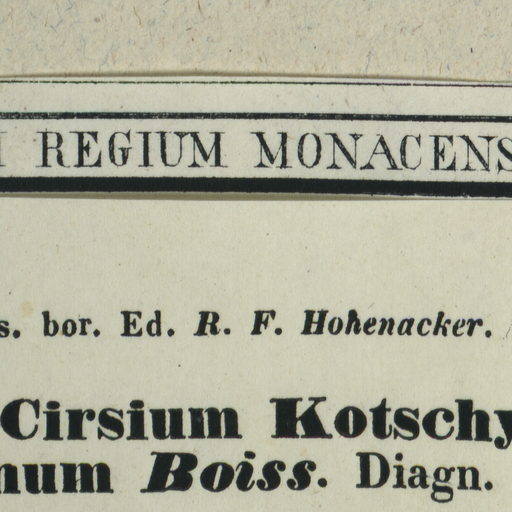 REGIUM MONACENS
s. bor. Ed. R. F. Hohenacker.
Cirsium Kotschy
num Boiss. Diagn.